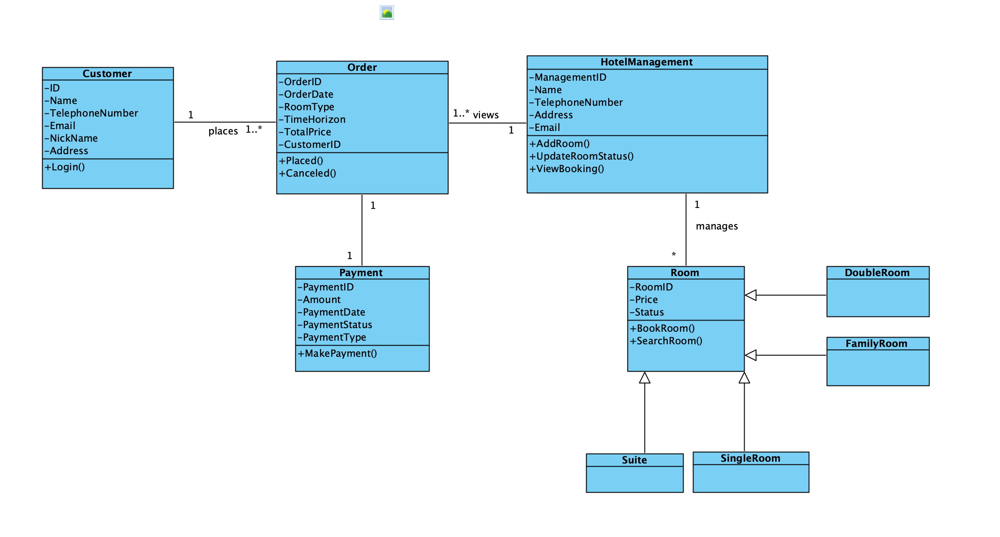 Customer
-ID
-Name
-TelephoneNumber
-Email
-NickName
-Address
+Login()
1
places
1..*
Order
-OrderID
-OrderDate
-RoomType
-TimeHorizon
-TotalPrice
-CustomerID
+Placed()
+Canceled()
1..*
views
1
HotelManagement
-ManagementID
-Name
-TelephoneNumber
-Address
-Email
+AddRoom()
+UpdateRoomStatus()
+ViewBooking()
1
1
Payment
-PaymentID
-Amount
-PaymentDate
-PaymentStatus
-PaymentType
+MakePayment()
1
manages
*
Room
-RoomID
-Price
-Status
+BookRoom()
+SearchRoom()
DoubleRoom
FamilyRoom
Suite
SingleRoom